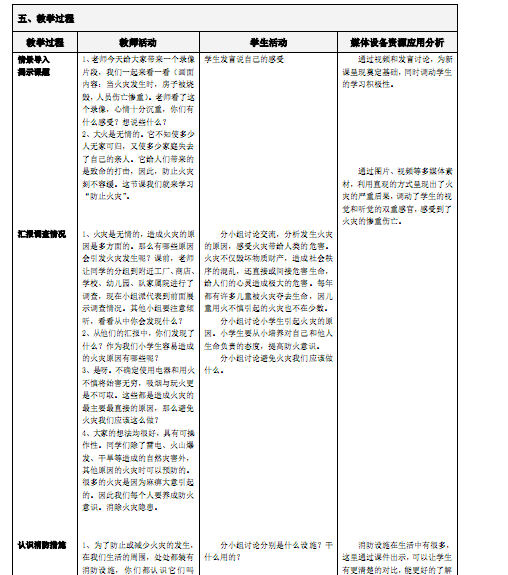 五、教学过程
教学过程
教师活动
学生活动
媒体设备资源应用分析
情景导入
揭示课题
1、老师今天给大家带来一个录像
片段，我们一起来看一看（画面
内容：当火灾发生时，房子被烧
毁，人员伤亡惨重）。老师看了这
个录像，心情十分沉重，你们有
什么感受？想说些什么？
2、大火是无情的。它不知使多少
人无家可归，又使多少家庭失去
了自己的亲人。它给人们带来的
是致命的打击，因此，防止火灾
刻不容缓。这节课我们就来学习
“防止火灾”。
学生发言说自己的感受
通过视频和发言讨论，为新
课呈现奠定基础，同时调动学生
的学习积极性。
通过图片、视频等多媒体素
材，利用直观的方式呈现出了火
灾的严重后果，调动了学生的视
觉和听觉的双重感官，感受到了
火灾的惨重伤亡。
汇报调查情况
1、火灾是无情的，造成火灾的原
因是多方面的。那么有哪些原因
会引发火灾发生呢？课前，老师
让同学的分组到附近工厂、商店、
学校、幼儿园、队家属院进行了
调查，现在小组派代表到前面展
示调查情况。其他小组要注意倾
听，看看从中你会发现什么？
2、从他们的汇报中，你们发现了
什么？作为我们小学生容易造成
的火灾原因有哪些呢？
3、是呀。不确定使用电器和用火
不慎将始害无穷，吸烟与玩火更
是不可取。这些都是造成火灾的
最主要最直接的原因，那么避免
火灾我们应该怎么做？
4、大家的想法均很好，具有可操
作性。同学们除了雷电、火山爆
发、干旱等造成的自然灾害外，
其他原因的火灾时可以预防的。
很多的火灾是因为麻痹大意引起
的。因此我们每个人要养成防火
意识。消除火灾隐患。
分小组讨论交流，分析发生火灾
的原因，感受火灾带给人类的危害。
火灾不仅毁坏物质财产，造成社会秩
序的混乱，还直接或间接危害生命，
给人们的心灵造成极大的危害。每年
都有许多儿童被火灾夺去生命，因儿
童用火不慎引起的火灾也不在少数。
分小组讨论小学生引起火灾的原
因。小学生要从小培养对自己和他人
生命负责的态度，提高防火意识。
分小组讨论避免火灾我们应该做
什么。
认识消防措施
1、为了防止或减少火灾的发生，
在我们生活的周围，处处都装有
消防设施，你们都认识它们吗
分小组讨论分别是什么设施？干
什么用的？
消防设施在生活中有很多，
这里通过课件出示，可以让学生
有更清楚的对比，能更好的了解